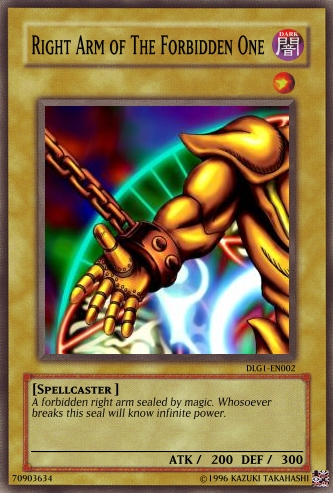 RIGHT ARM OF THE FORBIDDEN ONE
DARK
闇
DLG1-EN002
[SPELLCASTER ]
A forbidden right arm sealed by magic. Whosoever
breaks this seal will know infinite power.
ATK / 200 DEF / 300
70903634
©1996 KAZUKI TAKAHASHI